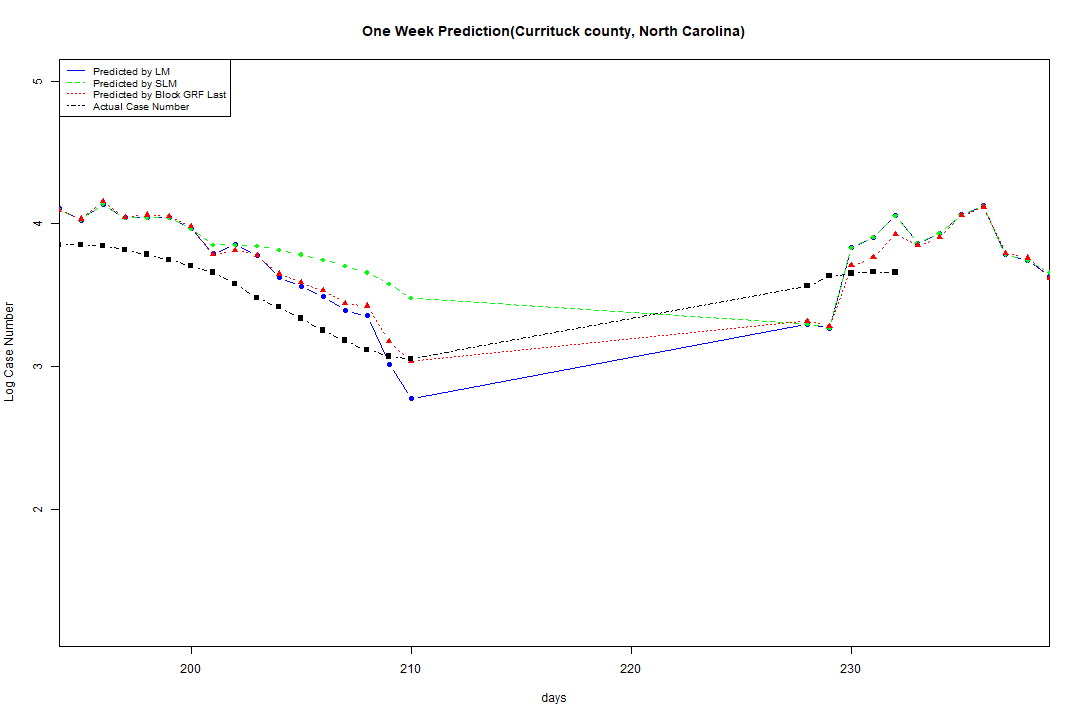 One Week Prediction(Currituck county, North Carolina)
Predicted by LM
Predicted by SLM
Predicted by Block GRF Last
Actual Case Number
5
4
3
2
Log Case Number
200 210 220 230
days